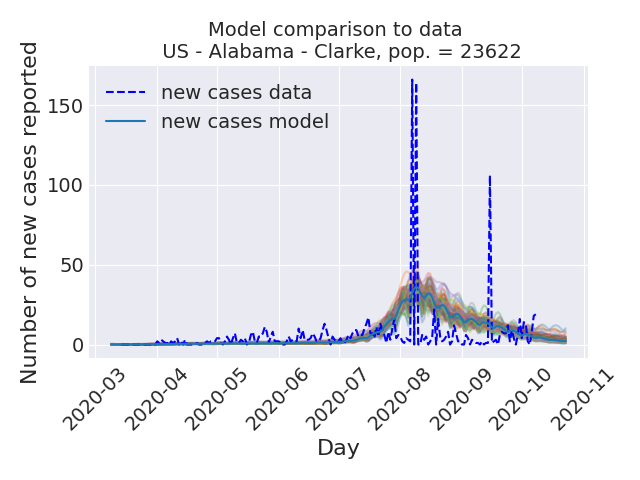 Model comparison to data
US - Alabama - Clarke, pop. = 23622
Number of new cases reported
150
100
50
0
new cases data
new cases model
2020-03
2020-04
2020-05
2020-06
2020-07
2020-08
2020-09
2020-10
2020-11
Day